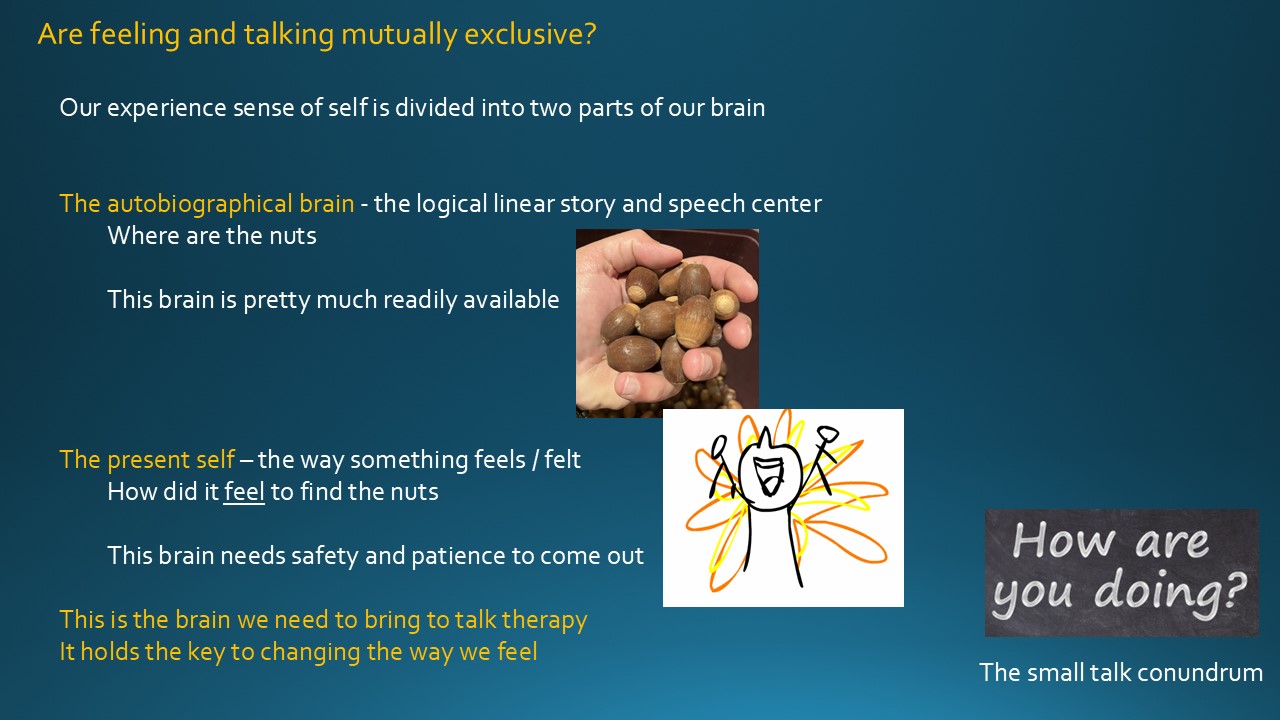 Are feeling and talking mutually exclusive?
Our experience sense of self is divided into two parts of our brain
The autobiographical brain - the logical linear story and speech center
Where are the nuts
This brain is pretty much readily available
The present self – the way something feels / felt
How did it feel to find the nuts
This brain needs safety and patience to come out
This is the brain we need to bring to talk therapy
It holds the key to changing the way we feel
How are
you doing?
The small talk conundrum